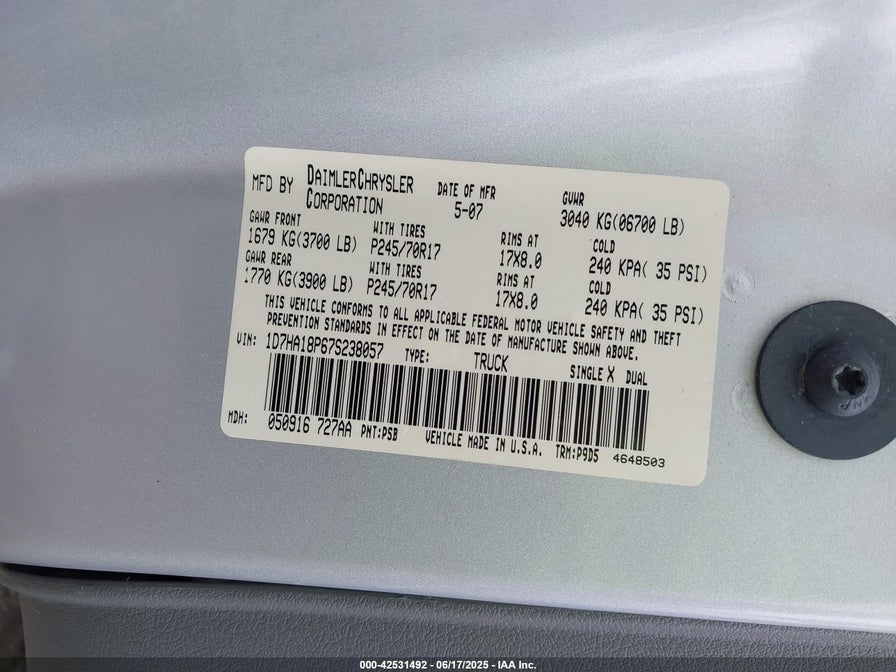 MFD BY DAIMLERCHRYSLER CORPORATION
DATE OF MFR
5-07
GVWR
3040 KG(06700 LB)
GAWR FRONT
1679 KG(3700 LB)
WITH TIRES
P245/70R17
RIMS AT
17X8.0
COLD
240 KPA( 35 PSI)
GAWR REAR
1770 KG(3900 LB)
WITH TIRES
P245/70R17
RIMS AT
17X8.0
COLD
240 KPA( 35 PSI)
THIS VEHICLE CONFORMS TO ALL APPLICABLE FEDERAL MOTOR VEHICLE SAFETY AND THEFT
PREVENTION STANDARDS IN EFFECT ON THE DATE OF MANUFACTURE SHOWN ABOVE.
VIN: 1D7HA18P67S238057 TYPE: TRUCK SINGLE X DUAL
MDH: 050916 727AA PNT:PSB VEHICLE MADE IN U.S.A. TRM:P9D5 4648503
000-42531492 - 06/17/2025 - IAA Inc.